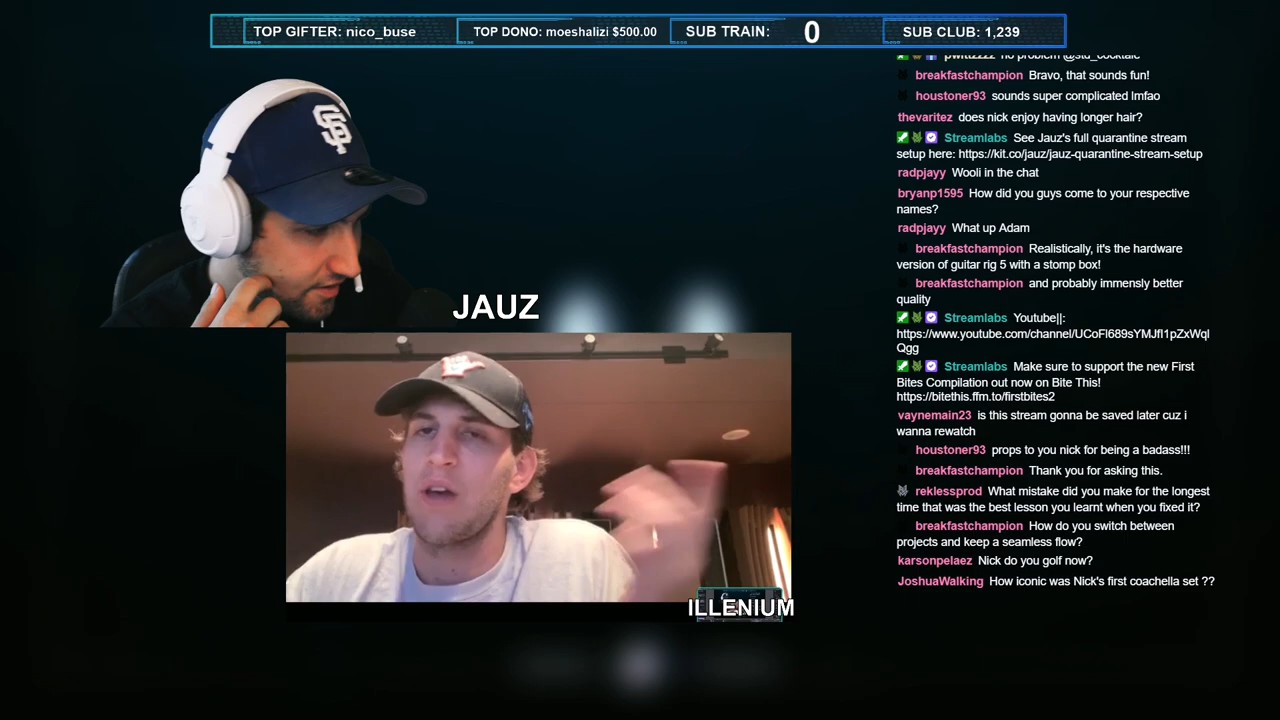 TOP GIFTER: nico_buse
TOP DONO: moeshalizi $500.00
SUB TRAIN: 0
SUB CLUB: 1,239
SF
JAUZ
ILLENIUM
pwittzzz no problem @stu_cocktale
breakfastchampion Bravo, that sounds fun!
houstoner93 sounds super complicated lmfao
thevaritez does nick enjoy having longer hair?
Streamlabs See Jauz's full quarantine stream
setup here: https://kit.co/jauz/jauz-quarantine-stream-setup
radpjayy Wooli in the chat
bryanp1595 How did you guys come to your respective
names?
radpjayy What up Adam
breakfastchampion Realistically, it's the hardware
version of guitar rig 5 with a stomp box!
breakfastchampion and probably immensely better
quality
Streamlabs Youtube||:
https://www.youtube.com/channel/UCoFl689sYMJfl1pZxWql
Qgg
Streamlabs Make sure to support the new First
Bites Compilation out now on Bite This!
https://bitethis.ffm.to/firstbites2
vaynemain23 is this stream gonna be saved later cuz i
wanna rewatch
houstoner93 props to you nick for being a badass!!!
breakfastchampion Thank you for asking this.
reklessprod What mistake did you make for the longest
time that was the best lesson you learnt when you fixed it?
breakfastchampion How do you switch between
projects and keep a seamless flow?
karsonpelaez Nick do you golf now?
JoshuaWalking How iconic was Nick's first coachella set ??